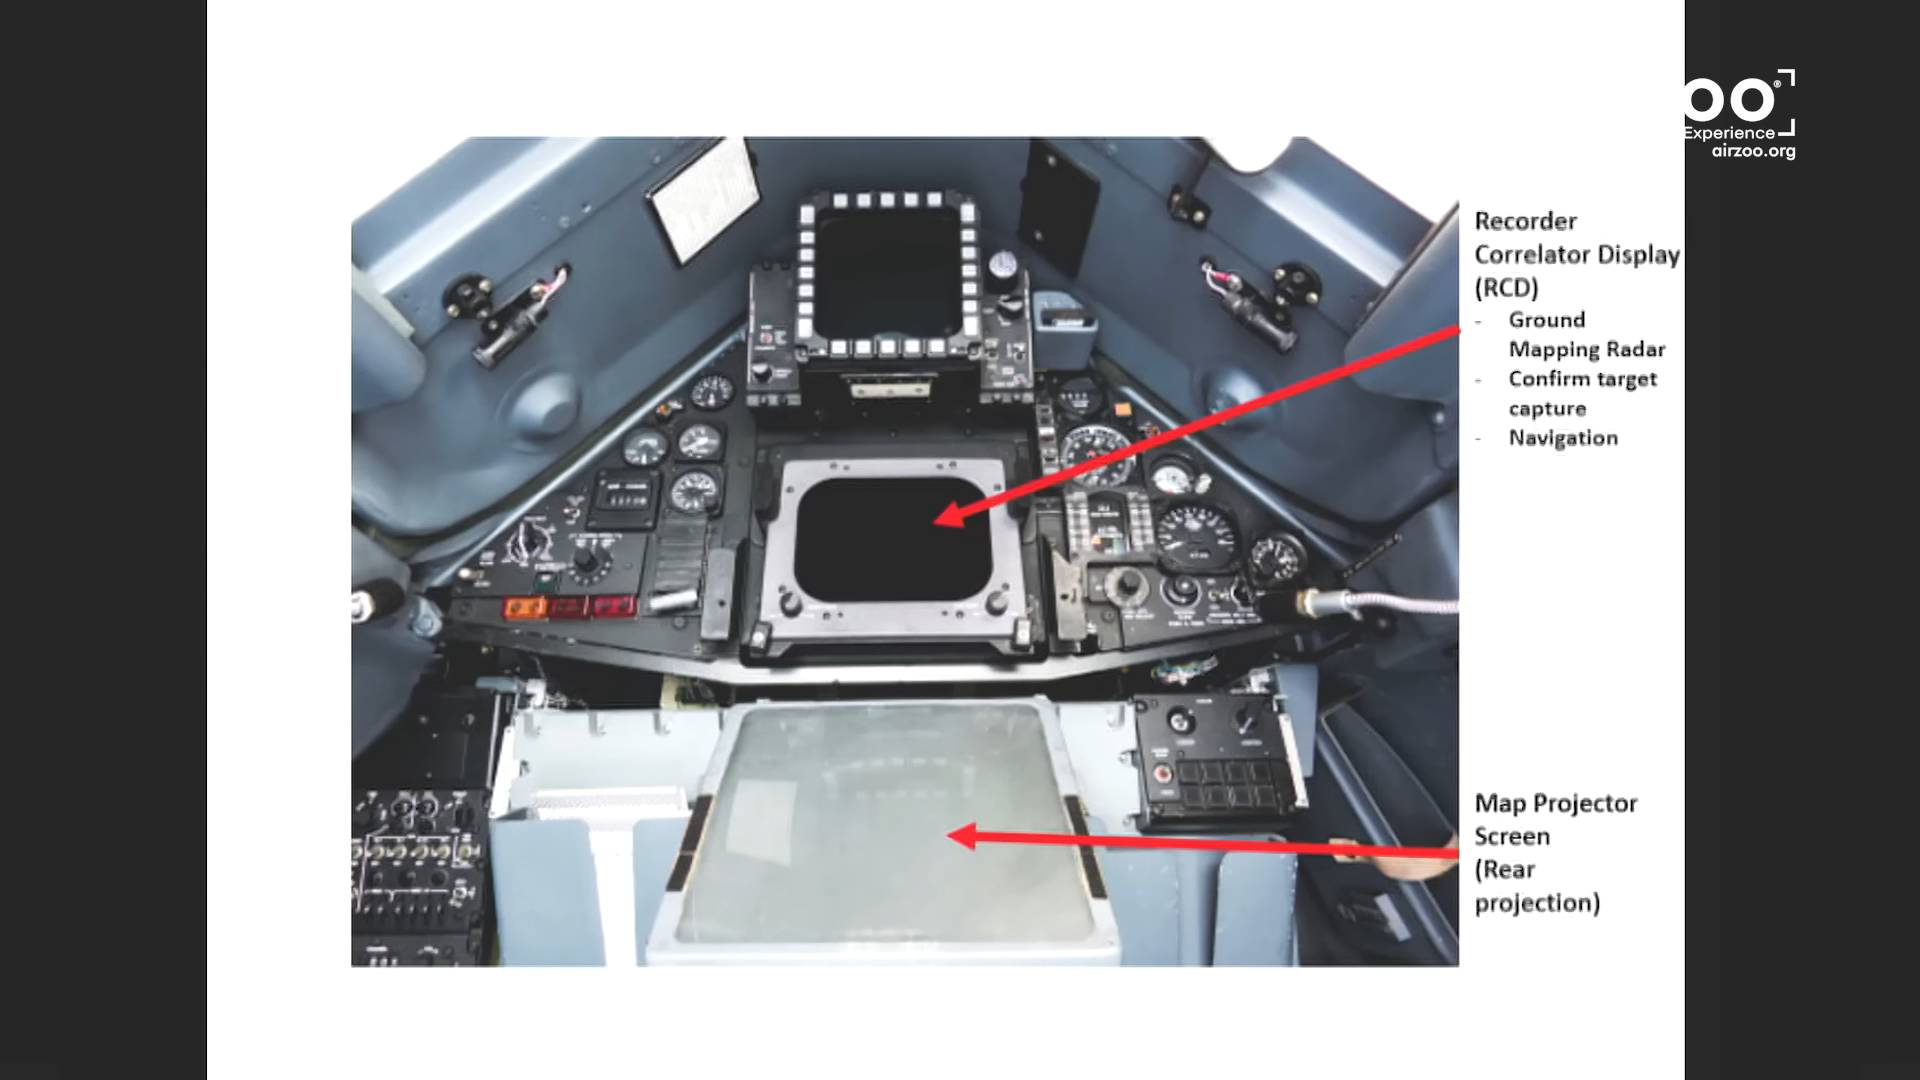 OO®
Experience
airzoo.org
Recorder
Correlator Display
(RCD)
- Ground
Mapping Radar
- Confirm target
capture
- Navigation
Map Projector
Screen
(Rear
projection)